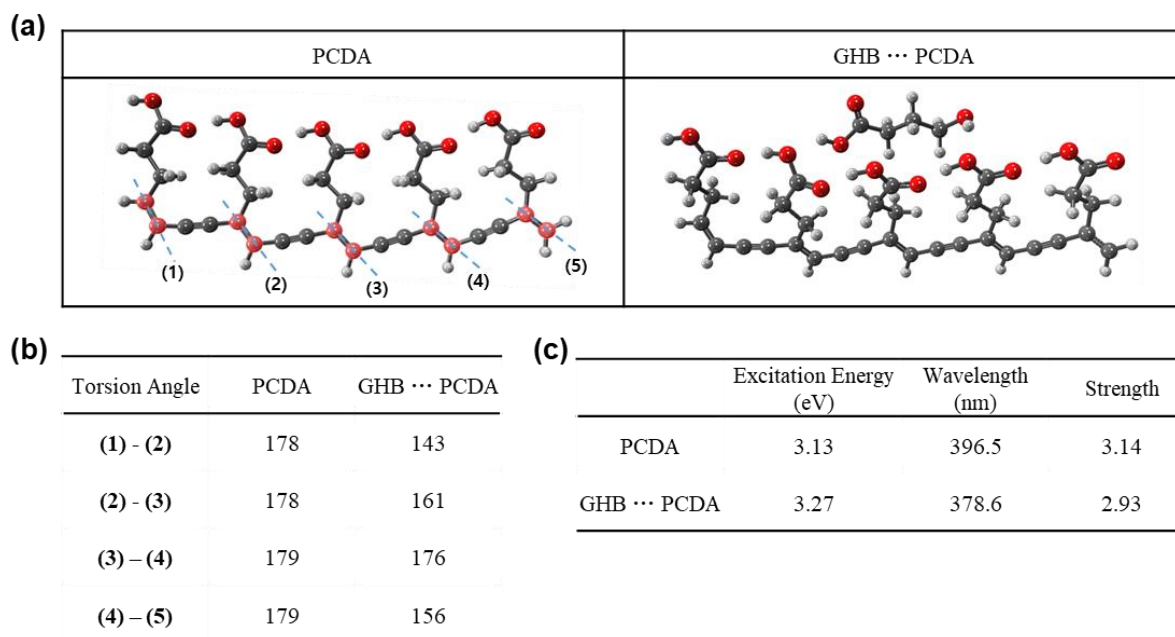 (a)
PCDA GHB ··· PCDA
(1)
(2)
(3)
(4)
(5)
(b)
Torsion Angle PCDA GHB ··· PCDA
(1) - (2) 178 143
(2) - (3) 178 161
(3) – (4) 179 176
(4) – (5) 179 156
(c)
Excitation Energy (eV) Wavelength (nm) Strength
PCDA 3.13 396.5 3.14
GHB ··· PCDA 3.27 378.6 2.93